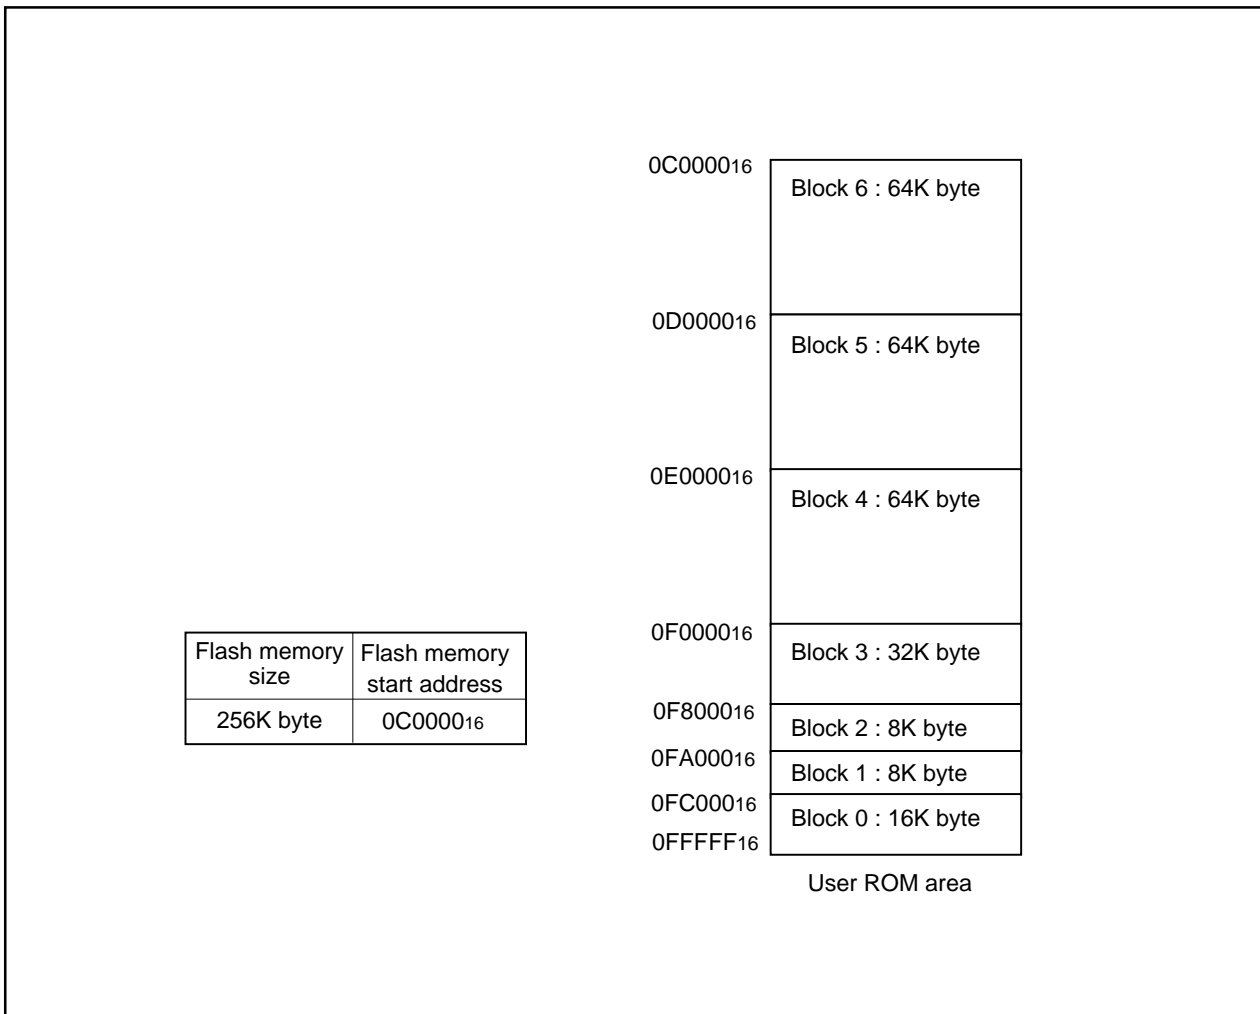 0C000016
Block 6 : 64K byte
0D000016
Block 5 : 64K byte
0E000016
Block 4 : 64K byte
0F000016
Block 3 : 32K byte
0F800016
Block 2 : 8K byte
0FA00016
Block 1 : 8K byte
0FC00016
Block 0 : 16K byte
0FFFFF16
User ROM area
Flash memory size
Flash memory start address
256K byte
0C000016